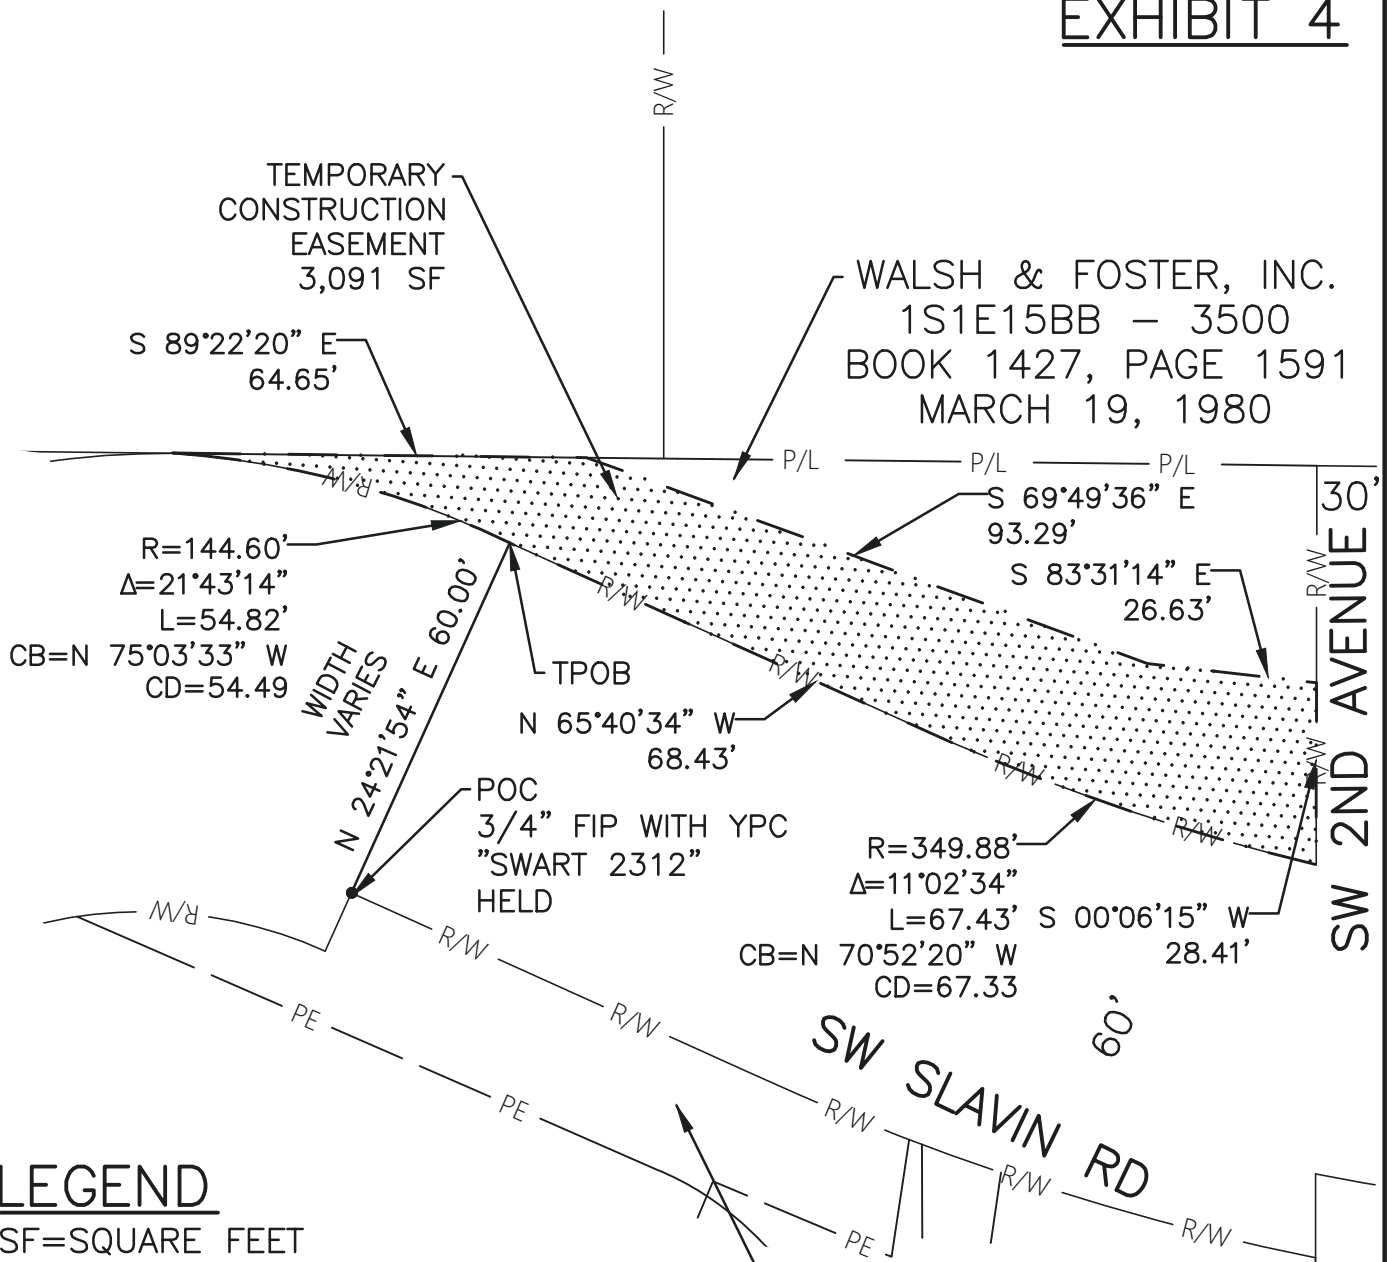 EXHIBIT 4
R/W
TEMPORARY
CONSTRUCTION
EASEMENT
3,091 SF
WALSH & FOSTER, INC.
1S1E15BB – 3500
BOOK 1427, PAGE 1591
MARCH 19, 1980
S 89°22'20" E
64.65'
P/L
P/L
P/L
R/W
S 69°49'36" E
93.29'
30'
R=144.60'
Δ=21°43'14"
L=54.82'
CB=N 75°03'33" W
CD=54.49
S 83°31'14" E
26.63'
R/W
R/W
WIDTH
VARIES
N 24°21'54" E 60.00'
TPOB
R/W
N 65°40'34" W
68.43'
R/W
R/W
SW 2ND AVENUE
POC
3/4" FIP WITH YPC
"SWART 2312"
HELD
R/W
R=349.88'
Δ=11°02'34"
L=67.43'
CB=N 70°52'20" W
CD=67.33
S 00°06'15" W
28.41'
R/W
R/W
R/W
R/W
R/W
R/W
60'
SW SLAVIN RD
PE
PE
PE
LEGEND
SF=SQUARE FEET